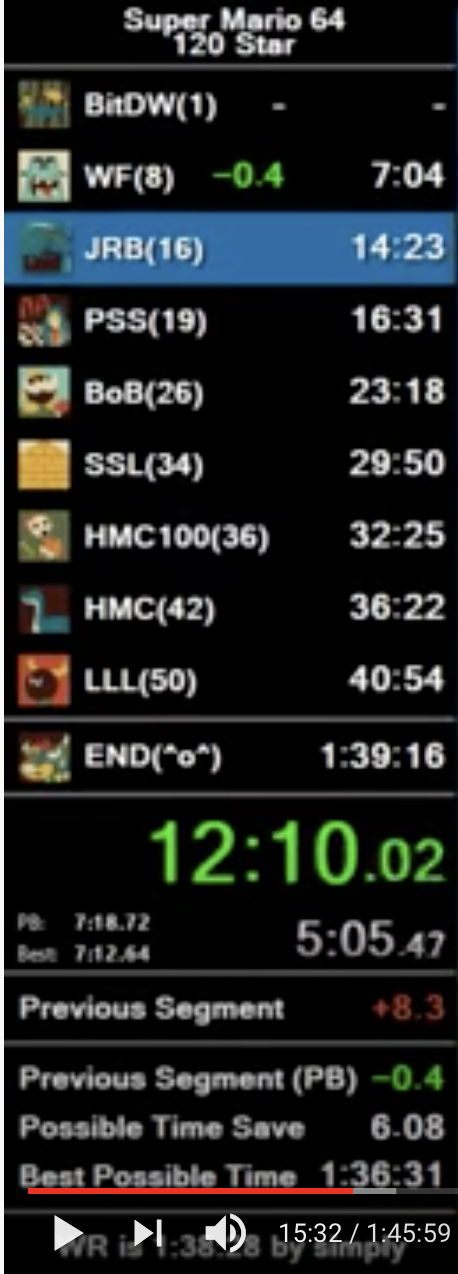 Super Mario 64
120 Star
BitDW(1) - -
WF(8) −0.4 7:04
JRB(16) 14:23
PSS(19) 16:31
BoB(26) 23:18
SSL(34) 29:50
HMC100(36) 32:25
HMC(42) 36:22
LLL(50) 40:54
END(^o^) 1:39:16
12:10.02
PB: 7:18.72
5:05.47
Best: 7:12.64
Previous Segment +8.3
Previous Segment (PB) −0.4
Possible Time Save 6.08
Best Possible Time 1:36:31
15:32 / 1:45:59
WR is 1:38:28 by simply